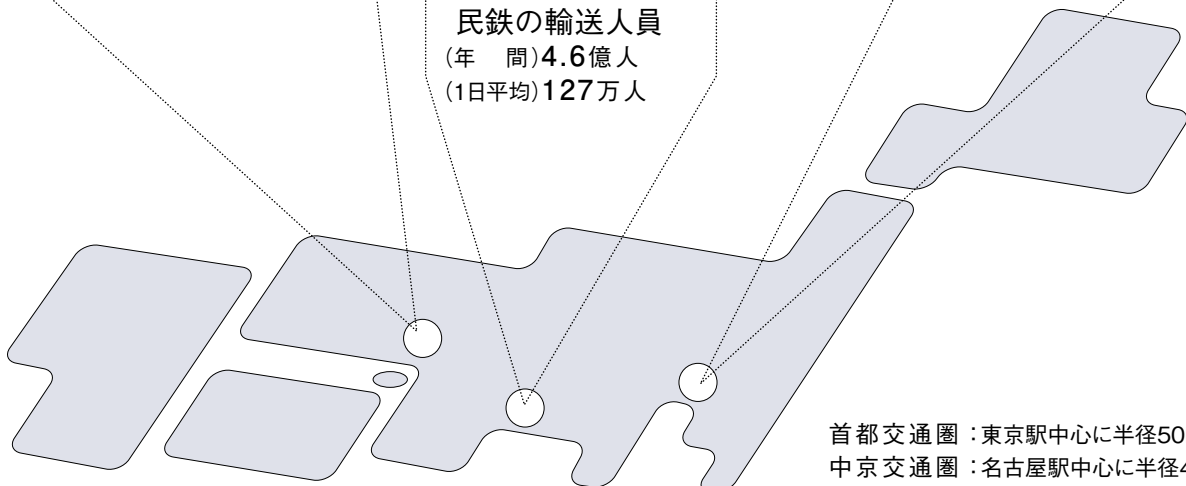 民鉄の輸送人員
(年　間)4.6億人
(1日平均)127万人
首都交通圏：東京駅中心に半径50
中京交通圏：名古屋駅中心に半径